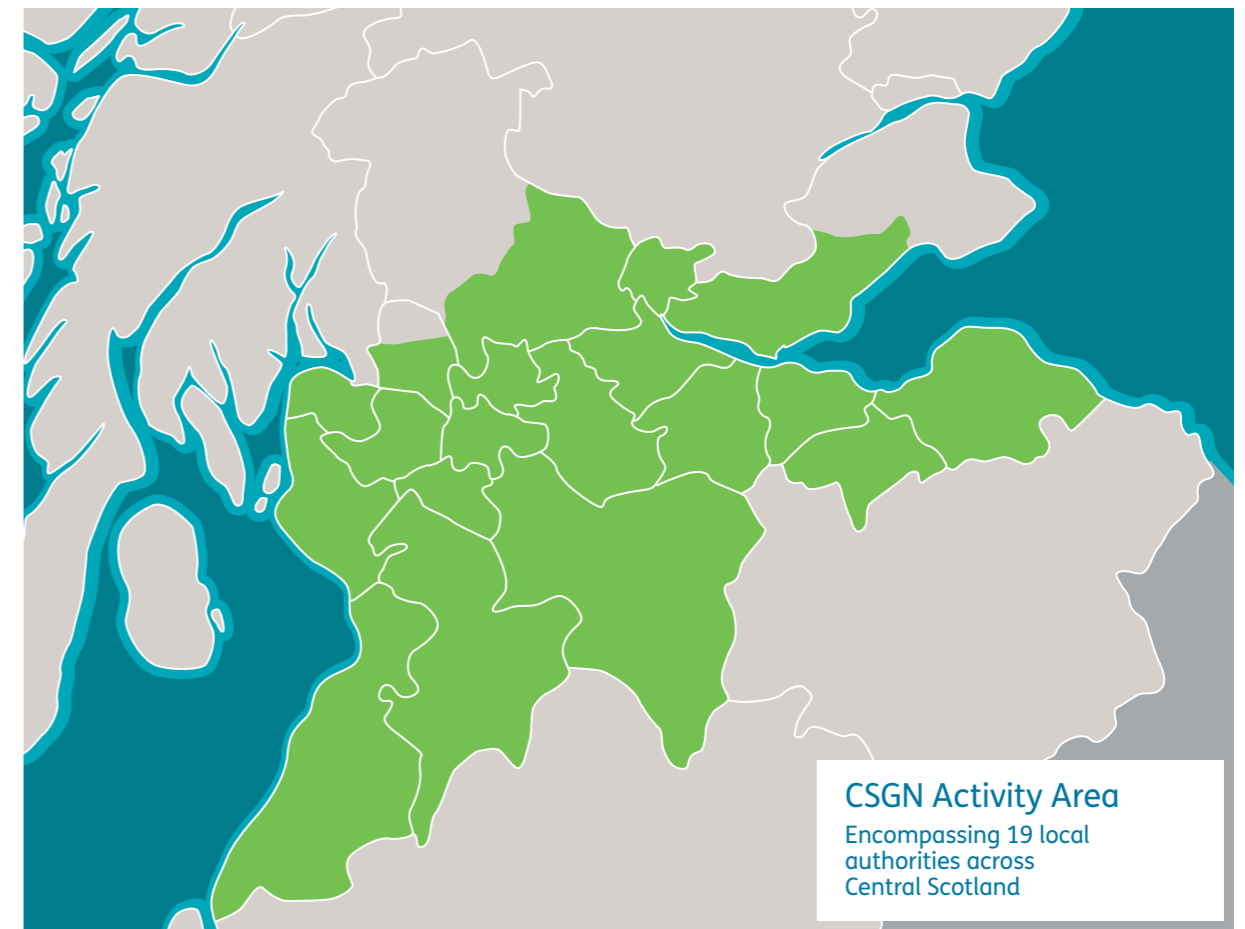 CSGN Activity Area
Encompassing 19 local
authorities across
Central Scotland